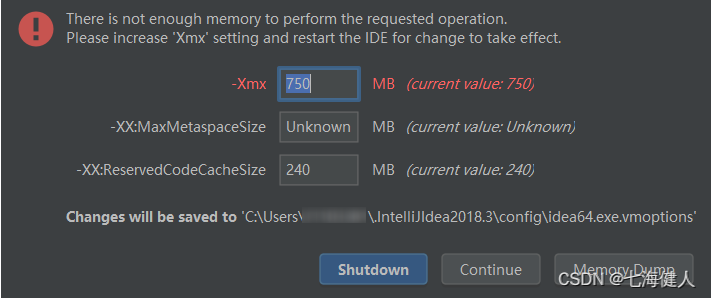 There is not enough memory to perform the requested operation.
Please increase 'Xmx' setting and restart the IDE for change to take effect.
-Xmx 750 MB (current value: 750)
-XX:MaxMetaspaceSize Unknown MB (current value: Unknown)
-XX:ReservedCodeCacheSize 240 MB (current value: 240)
Changes will be saved to 'C:\Users\ \.IntelliJIdea2018.3\config\idea64.exe.vmoptions'
Shutdown Continue Memory Dump
CSDN @七海健人